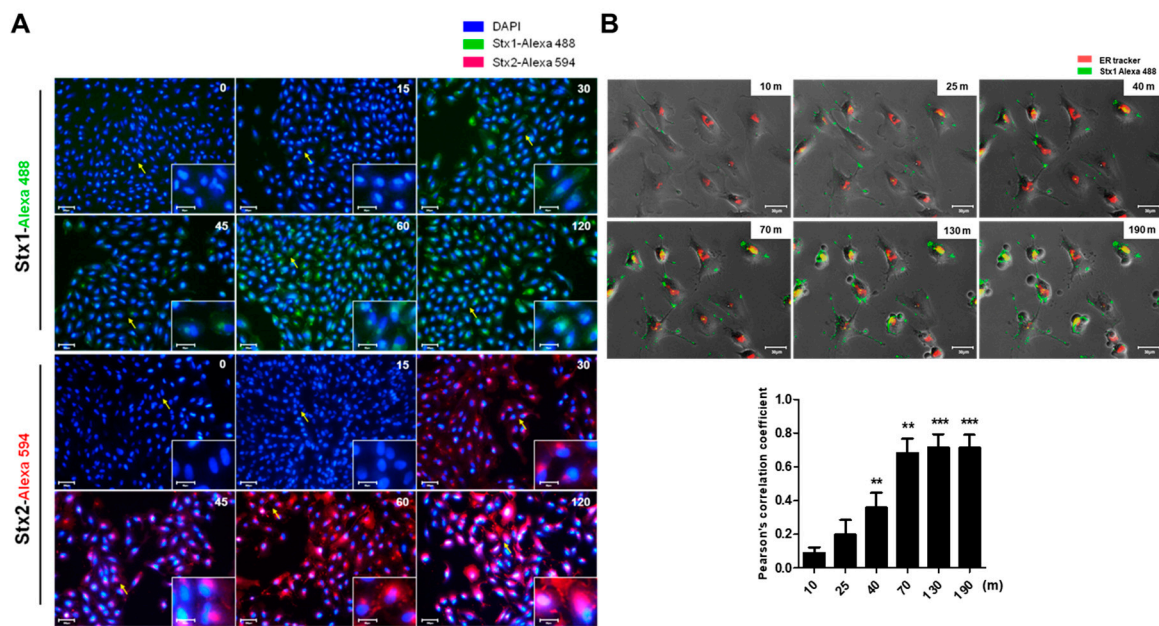 A
DAPI
Stx1-Alexa 488
Stx2-Alexa 594
Stx1-Alexa 488
0
15
30
45
60
120
Stx2-Alexa 594
0
15
30
45
60
120
B
ER tracker
Stx1 Alexa 488
10 m
25 m
40 m
70 m
130 m
190 m
Pearson's correlation coefficient
1.0
0.8
0.6
0.4
0.2
0.0
**
**
***
***
10
25
40
70
130
190
(m)